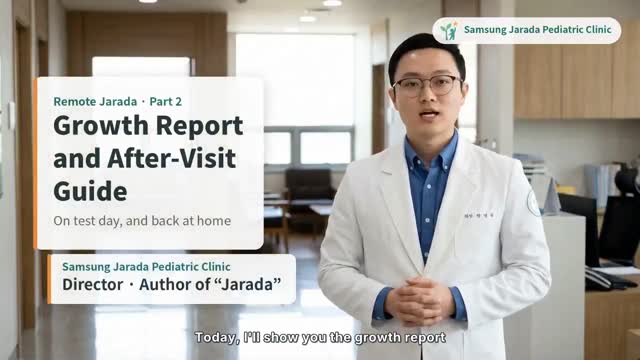 Samsung Jarada Pediatric Clinic
Remote Jarada · Part 2
Growth Report
and After-Visit
Guide
On test day, and back at home
Samsung Jarada Pediatric Clinic
Director · Author of “Jarada”
Today, I'll show you the growth report